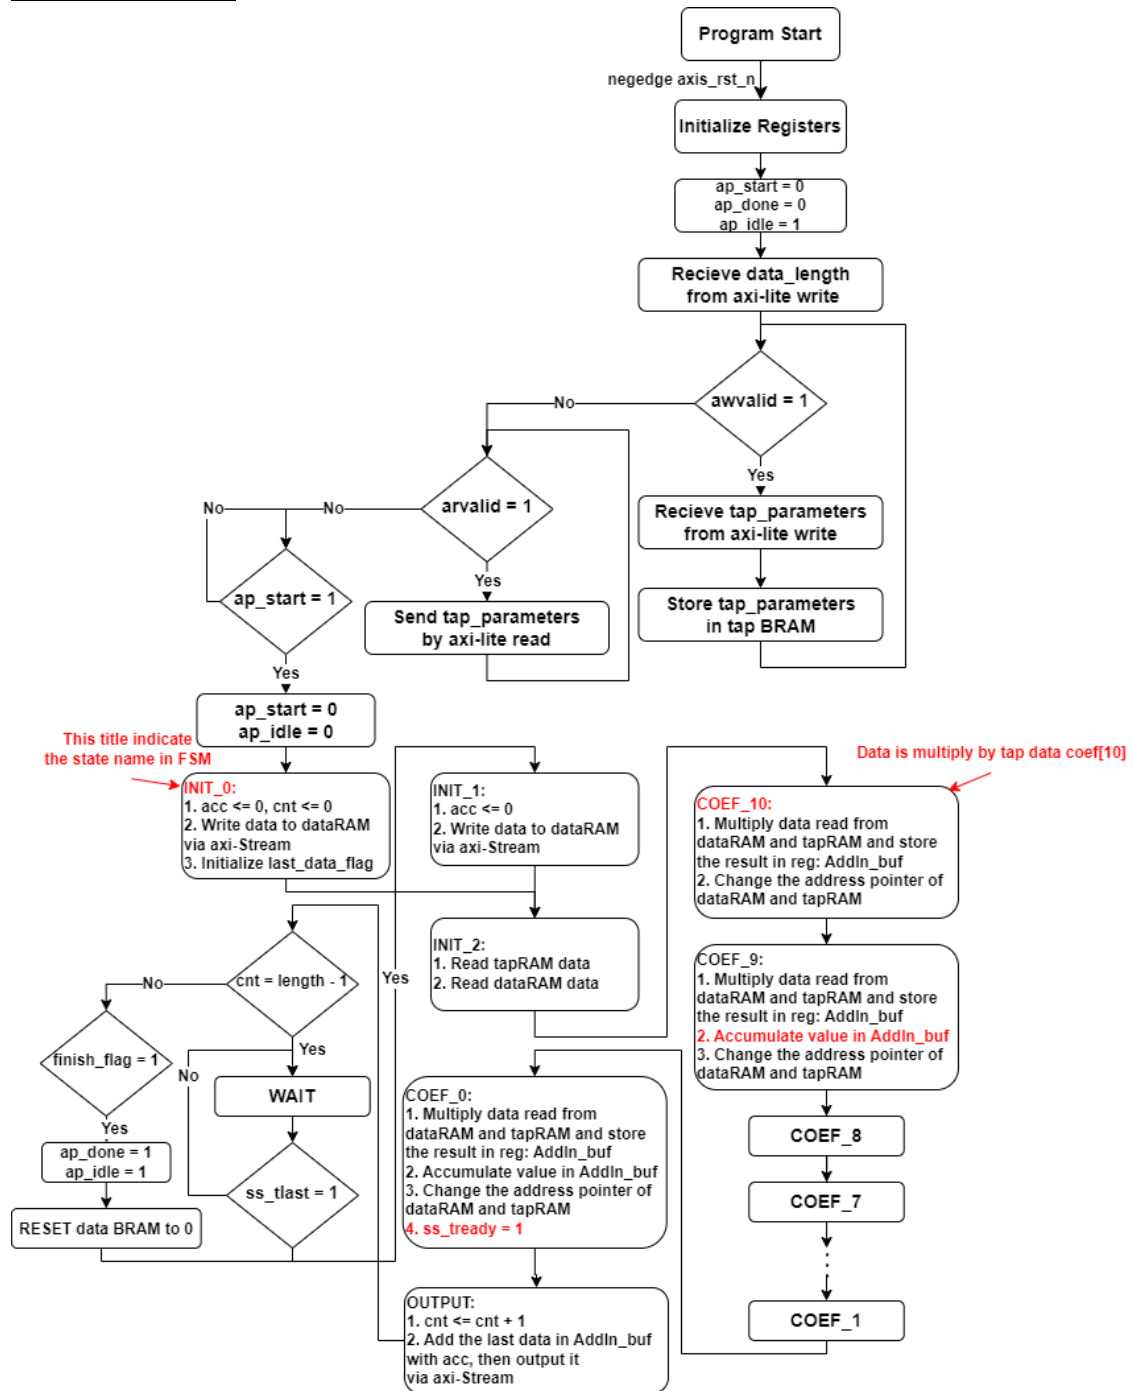 Program Start
negedge axis_rst_n
Initialize Registers
ap_start = 0
ap_done = 0
ap_idle = 1
Recieve data_length
from axi-lite write
awvalid = 1
No
Yes
Recieve tap_parameters
from axi-lite write
Store tap_parameters
in tap BRAM
arvalid = 1
No
Yes
Send tap_parameters
by axi-lite read
No
ap_start = 1
Yes
ap_start = 0
ap_idle = 0
This title indicate
the state name in FSM
INIT_0:
1. acc <= 0, cnt <= 0
2. Write data to dataRAM
via axi-Stream
3. Initialize last_data_flag
INIT_1:
1. acc <= 0
2. Write data to dataRAM
via axi-Stream
INIT_2:
1. Read tapRAM data
2. Read dataRAM data
Data is multiply by tap data coef[10]
COEF_10:
1. Multiply data read from
dataRAM and tapRAM and store
the result in reg: AddIn_buf
2. Change the address pointer of
dataRAM and tapRAM
COEF_9:
1. Multiply data read from
dataRAM and tapRAM and store
the result in reg: AddIn_buf
2. Accumulate value in AddIn_buf
3. Change the address pointer of
dataRAM and tapRAM
COEF_8
COEF_7
COEF_1
COEF_0:
1. Multiply data read from
dataRAM and tapRAM and store
the result in reg: AddIn_buf
2. Accumulate value in AddIn_buf
3. Change the address pointer of
dataRAM and tapRAM
4. ss_tready = 1
OUTPUT:
1. cnt <= cnt + 1
2. Add the last data in AddIn_buf
with acc, then output it
via axi-Stream
cnt = length - 1
No
Yes
Yes
finish_flag = 1
Yes
ap_done = 1
ap_idle = 1
RESET data BRAM to 0
WAIT
No
ss_tlast = 1